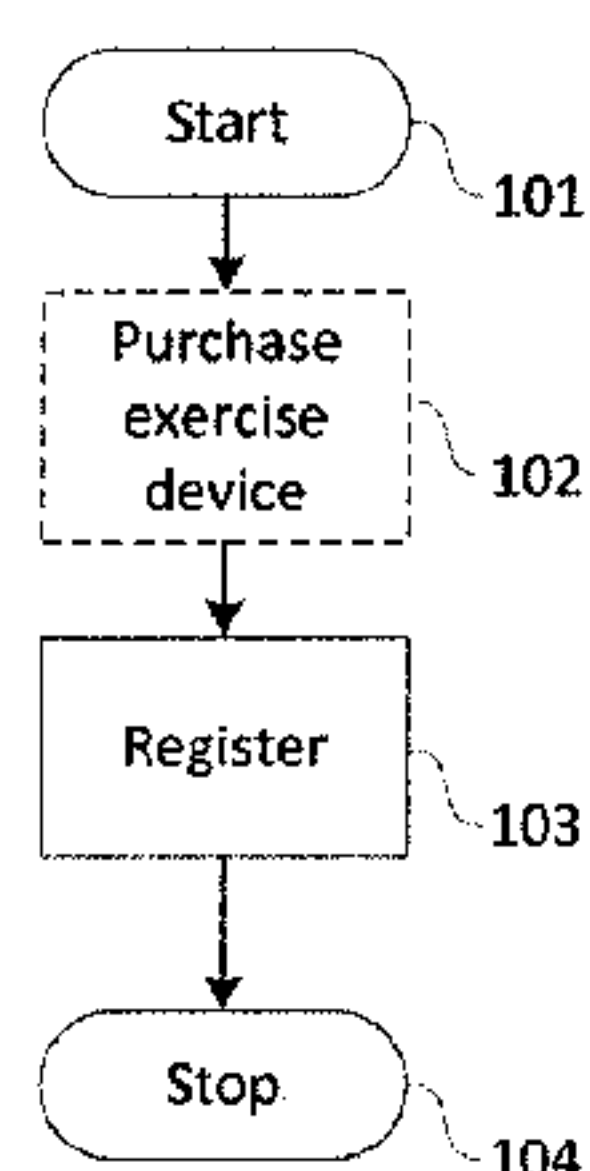 Start
101
Purchase
exercise
device
102
Register
103
Stop
104